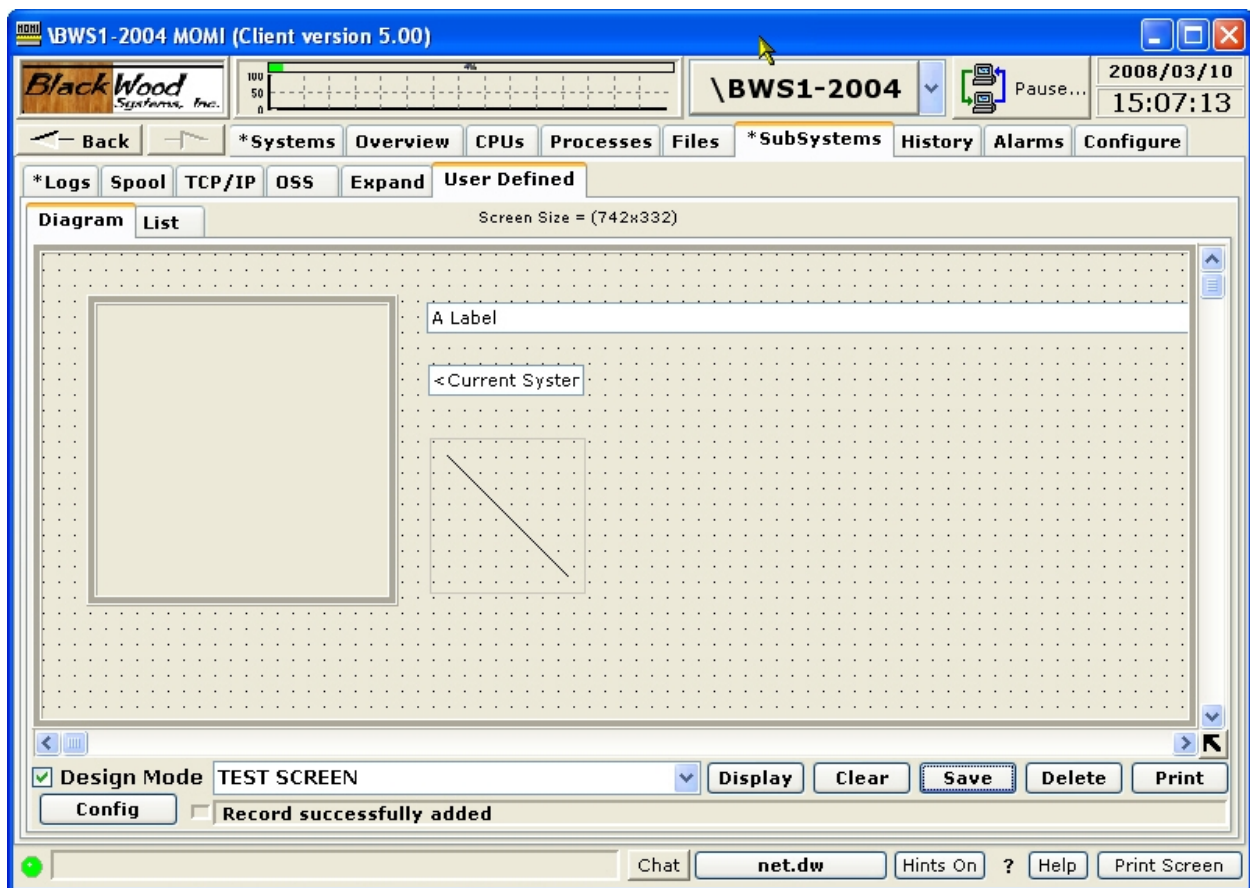 \BWS1-2004 MOMI (Client version 5.00)
BlackWood
Systems, Inc.
100
50
0
4%
\BWS1-2004
Pause...
2008/03/10
15:07:13
Back
*Systems Overview CPUs Processes Files *SubSystems History Alarms Configure
*Logs Spool TCP/IP OSS Expand User Defined
Diagram List
Screen Size = (742x332)
A Label
<Current Syster
Design Mode TEST SCREEN Display Clear Save Delete Print
Config Record successfully added
Chat net.dw Hints On ? Help Print Screen